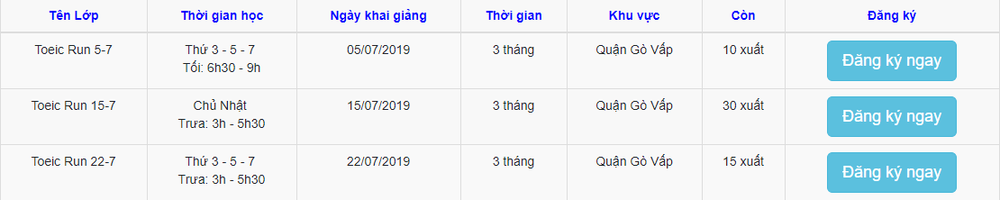 Tên Lớp Thời gian học Ngày khai giảng Thời gian Khu vực Còn Đăng ký
Toeic Run 5-7 Thứ 3 - 5 - 7 05/07/2019 3 tháng Quận Gò Vấp 10 xuất Đăng ký ngay
Tối: 6h30 - 9h
Toeic Run 15-7 Chủ Nhật 15/07/2019 3 tháng Quận Gò Vấp 30 xuất Đăng ký ngay
Trưa: 3h - 5h30
Toeic Run 22-7 Thứ 3 - 5 - 7 22/07/2019 3 tháng Quận Gò Vấp 15 xuất Đăng ký ngay
Trưa: 3h - 5h30